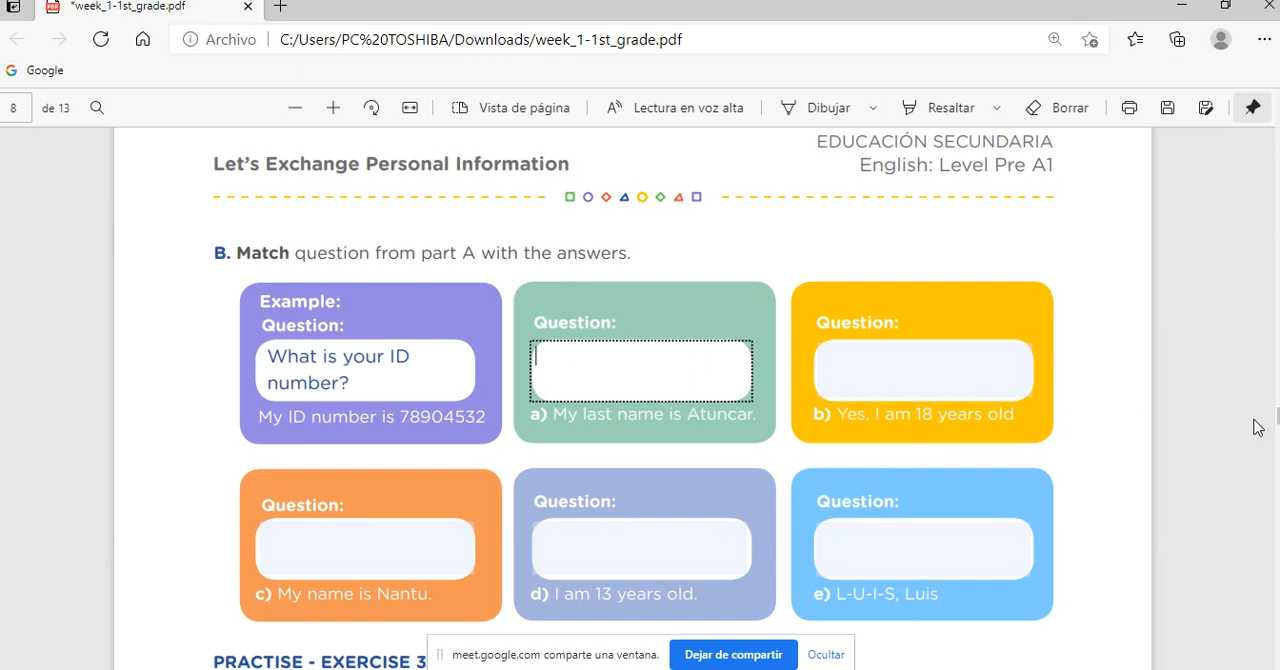 *week_1-1st_grade.pdf
Archivo C:/Users/PC%20TOSHIBA/Downloads/week_1-1st_grade.pdf
Google
8 de 13 Vista de página Lectura en voz alta Dibujar Resaltar Borrar
EDUCACIÓN SECUNDARIA
Let's Exchange Personal Information
English: Level Pre A1
B. Match question from part A with the answers.
Example:
Question:
What is your ID
number?
My ID number is 78904532
Question:
a) My last name is Atuncar.
Question:
b) Yes, I am 18 years old
Question:
c) My name is Nantu.
Question:
d) I am 13 years old.
Question:
e) L-U-I-S, Luis
PRACTISE - EXERCISE 3
meet.google.com comparte una ventana. Dejar de compartir Ocultar